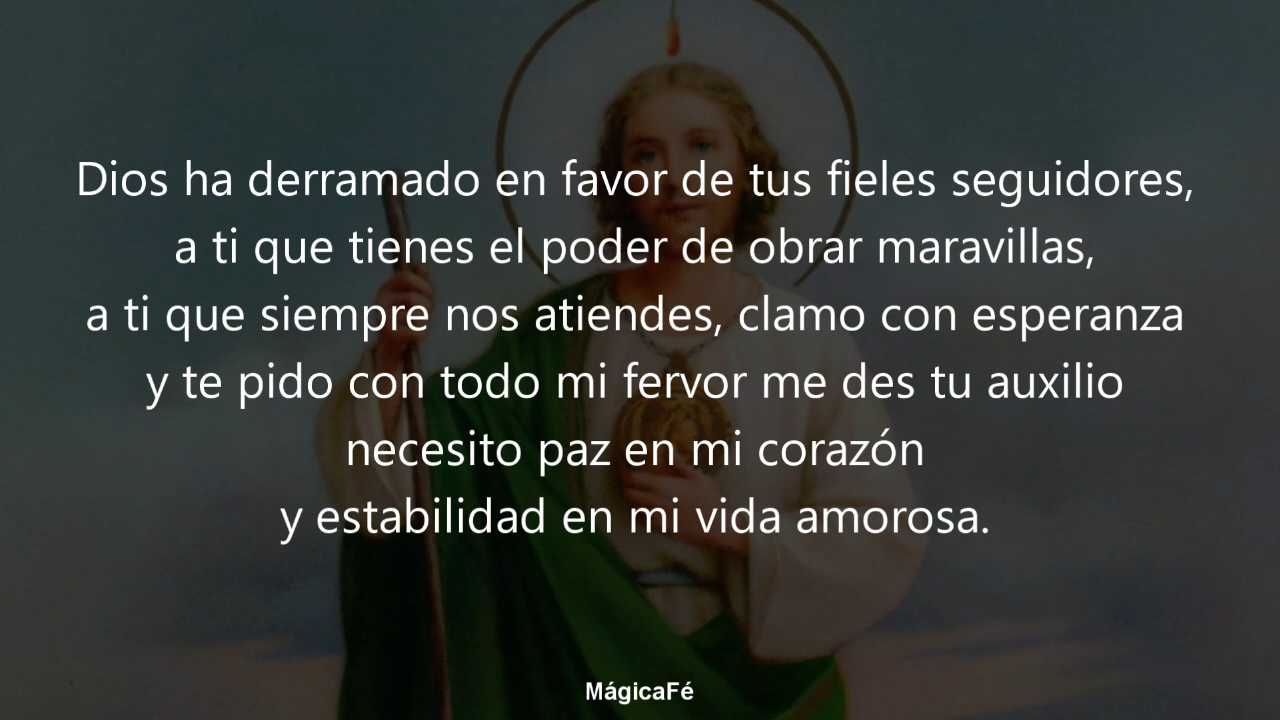 Dios ha derramado en favor de tus fieles seguidores,
a ti que tienes el poder de obrar maravillas,
a ti que siempre nos atiendes, clamo con esperanza
y te pido con todo mi fervor me des tu auxilio
necesito paz en mi corazón
y estabilidad en mi vida amorosa.
MágicaFé